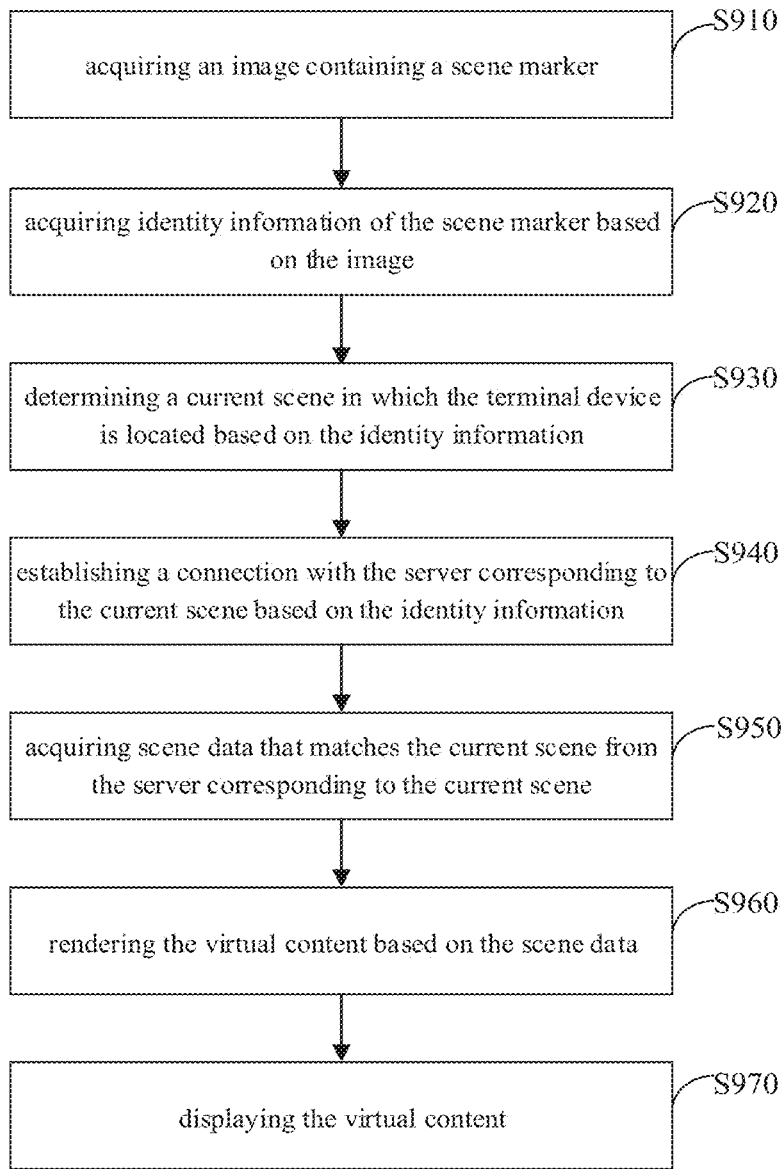 S910
acquiring an image containing a scene marker
S920
acquiring identity information of the scene marker based
on the image
S930
determining a current scene in which the terminal device
is located based on the identity information
S940
establishing a connection with the server corresponding to
the current scene based on the identity information
S950
acquiring scene data that matches the current scene from
the server corresponding to the current scene
S960
rendering the virtual content based on the scene data
S970
displaying the virtual content